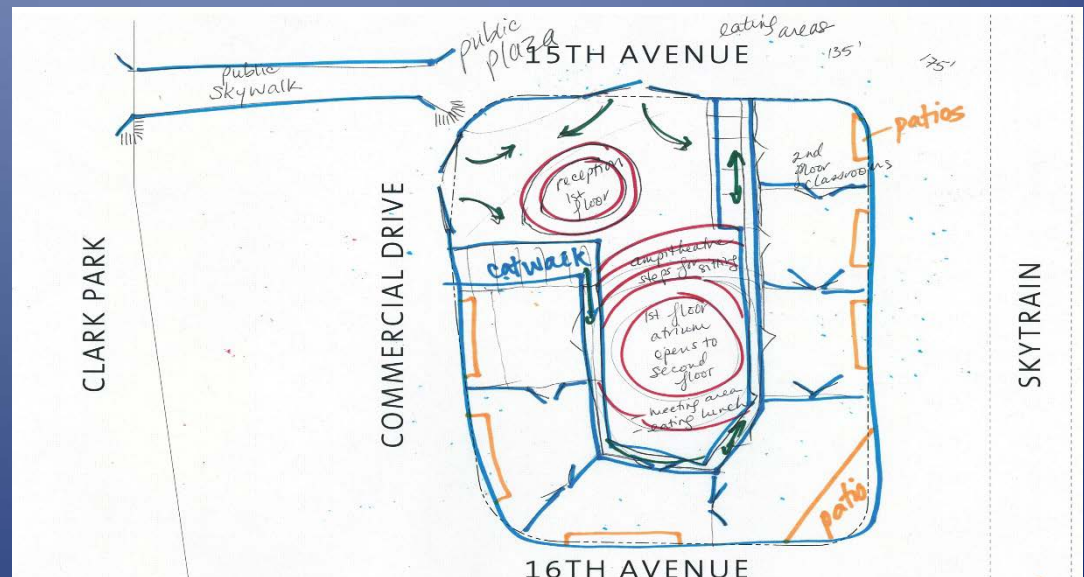 public
plaza
eating areas
15TH AVENUE
135'
175'
public
skywalk
patios
2nd
floor
classrooms
reception
1st
floor
CLARK PARK
COMMERCIAL DRIVE
SKYTRAIN
catwalk
ampitheatre
steps for sitting
1st floor
atrium
opens to
second
floor
meeting area
- eating lunch
patio
16TH AVENUE